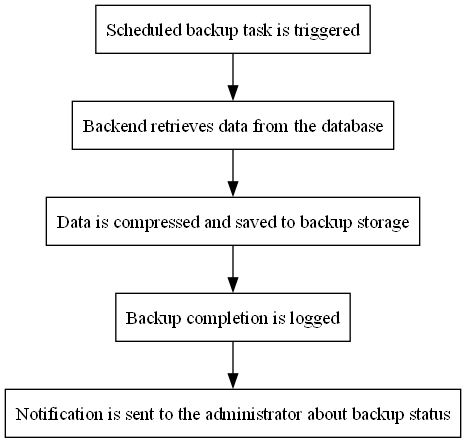 Scheduled backup task is triggered
Backend retrieves data from the database
Data is compressed and saved to backup storage
Backup completion is logged
Notification is sent to the administrator about backup status